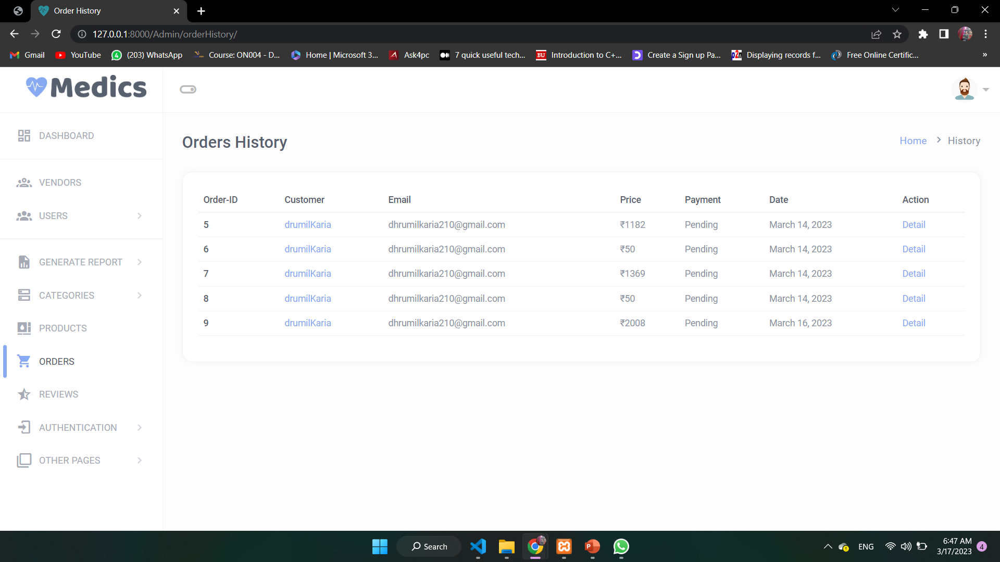 Order History
127.0.0.1:8000/Admin/orderHistory/
Gmail YouTube (203) WhatsApp Course: ON004 - D... Home | Microsoft 3... Ask4pc 7 quick useful tech... BU Introduction to C+... Create a Sign up Pa... p2n Displaying records f... Free Online Certific... »
Medics
DASHBOARD
VENDORS
USERS
GENERATE REPORT
CATEGORIES
PRODUCTS
ORDERS
REVIEWS
AUTHENTICATION
OTHER PAGES
Orders History
Home > History
Order-ID Customer Email Price Payment Date Action
5 drumilKaria dhrumilkaria210@gmail.com ₹1182 Pending March 14, 2023 Detail
6 drumilKaria dhrumilkaria210@gmail.com ₹50 Pending March 14, 2023 Detail
7 drumilKaria dhrumilkaria210@gmail.com ₹1369 Pending March 14, 2023 Detail
8 drumilKaria dhrumilkaria210@gmail.com ₹50 Pending March 14, 2023 Detail
9 drumilKaria dhrumilkaria210@gmail.com ₹2008 Pending March 16, 2023 Detail
Search
ENG
6:47 AM
3/17/2023
4